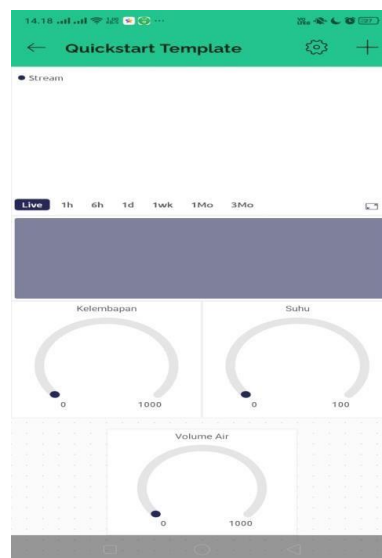 14.18
Quickstart Template
Stream
Live 1h 6h 1d 1wk 1Mo 3Mo
Kelembapan Suhu
0 1000 0 100
Volume Air
0 1000